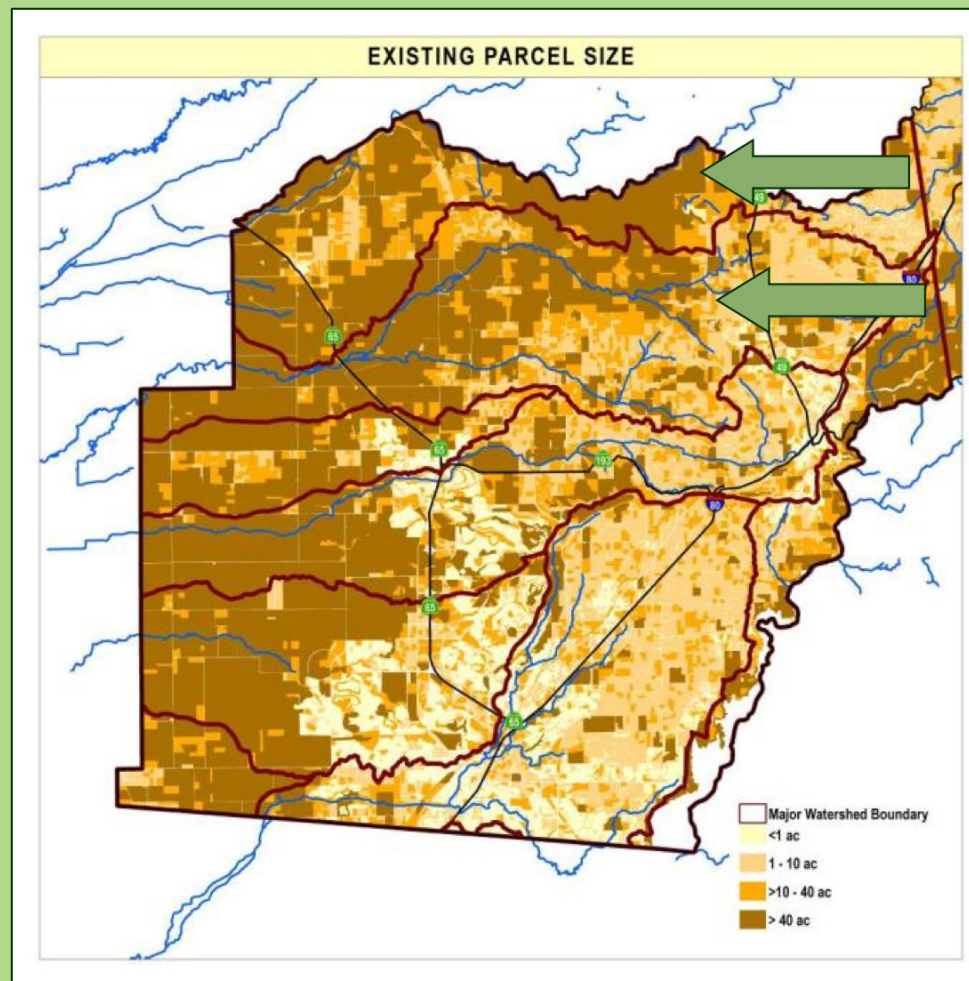 EXISTING PARCEL SIZE
49
80
65
49
65
193
80
65
65
Major Watershed Boundary
<1 ac
1 - 10 ac
>10 - 40 ac
> 40 ac